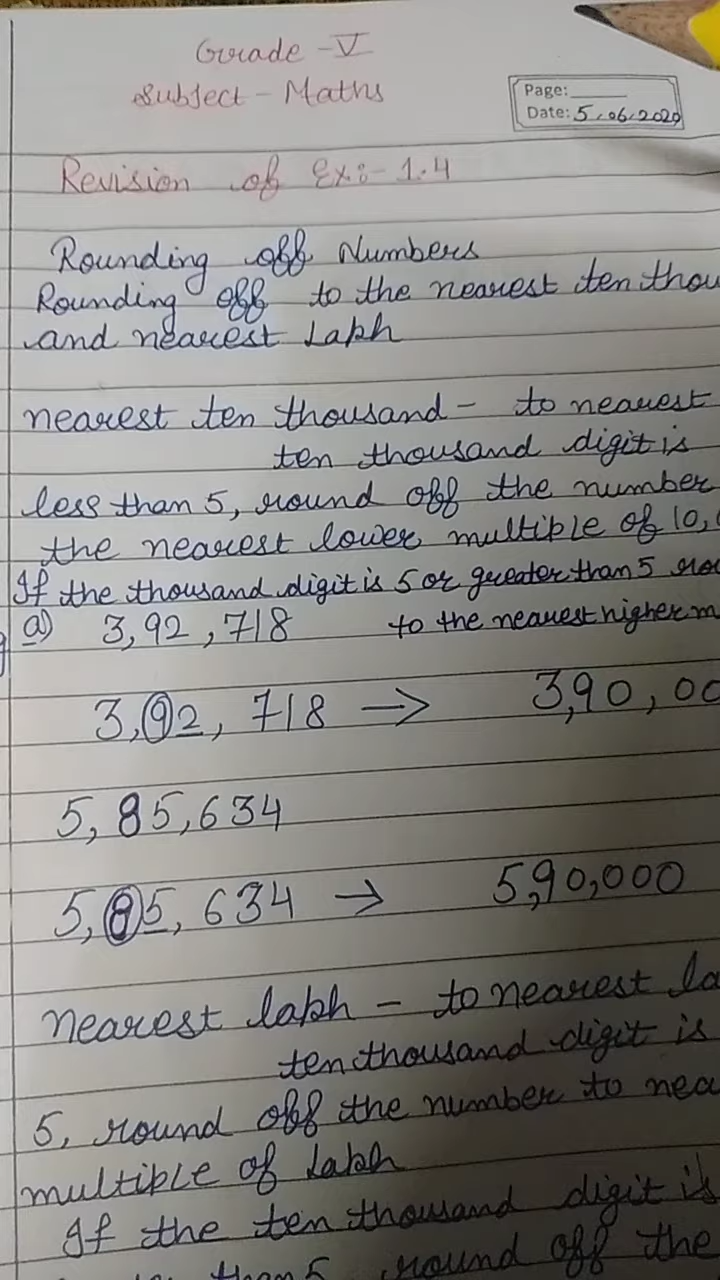 Grade - V
Subject - Maths
Page:
Date: 5.06.2020
Revision of Ex:- 1.4
Rounding off Numbers
Rounding off to the nearest ten thou
and nearest Lakh
nearest ten thousand - to nearest
ten thousand digit is
less than 5, round off the number
the nearest lower multiple of 10,
If the thousand digit is 5 or greater than 5 rou
a) 3,92,718 to the nearest higher m
3,92,718 → 3,90,00
5,85,634
5,85,634 → 5,90,000
nearest lakh - to nearest la
ten thousand digit is
5, round off the number to nea
multiple of Lakh
If the ten thousand digit is
than 5, round off the